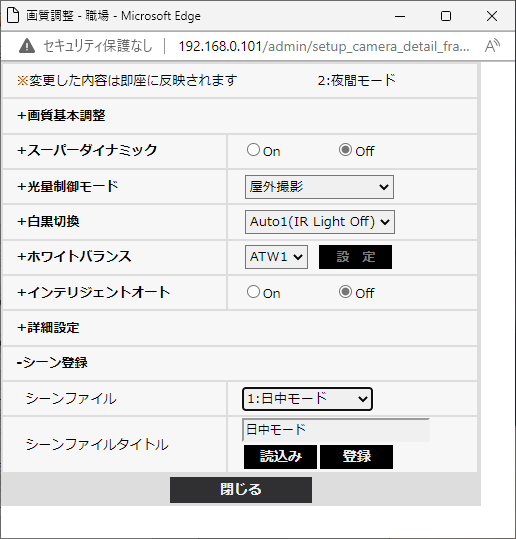 画質調整 - 職場 - Microsoft Edge
セキュリティ保護なし 192.168.0.101/admin/setup_camera_detail_fra...
※変更した内容は即座に反映されます 2:夜間モード
+画質基本調整
+スーパーダイナミック On Off
+光量制御モード 屋外撮影
+白黒切換 Auto1(IR Light Off)
+ホワイトバランス ATW1 設 定
+インテリジェントオート On Off
+詳細設定
-シーン登録
シーンファイル 1:日中モード
シーンファイルタイトル 日中モード
読込み 登録
閉じる